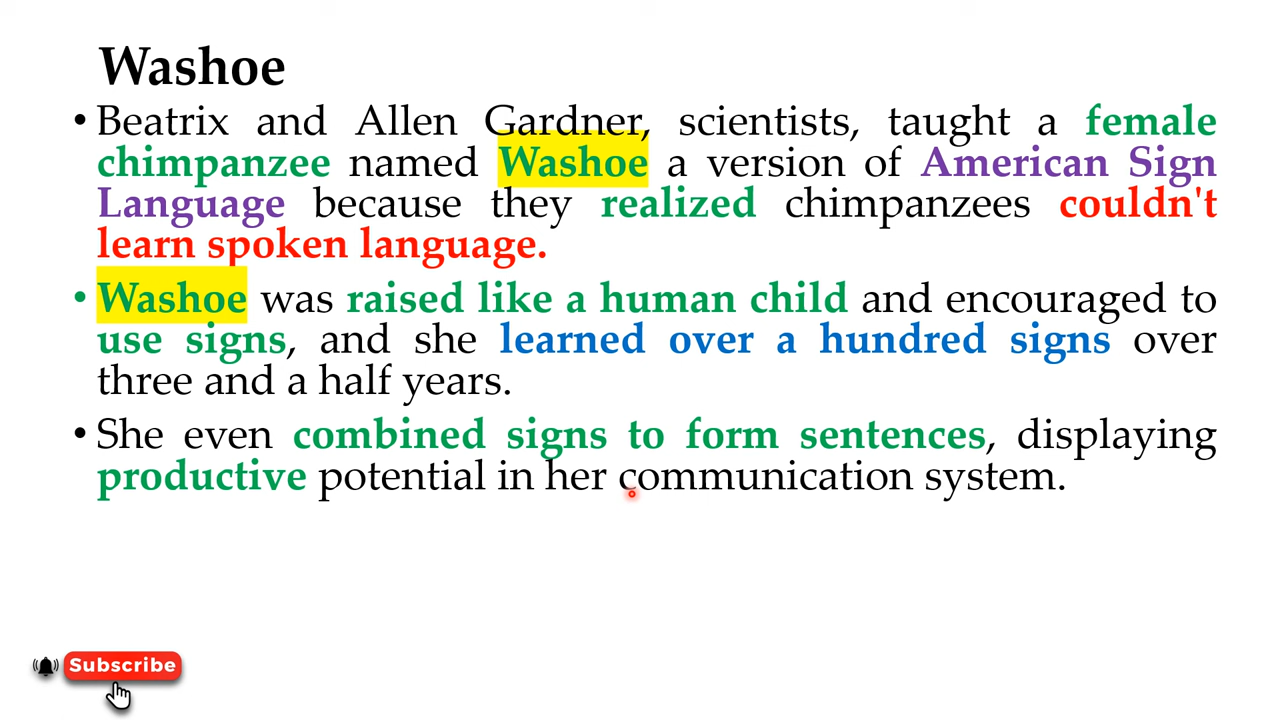 Washoe
• Beatrix and Allen Gardner, scientists, taught a female
chimpanzee named Washoe a version of American Sign
Language because they realized chimpanzees couldn't
learn spoken language.
• Washoe was raised like a human child and encouraged to
use signs, and she learned over a hundred signs over
three and a half years.
• She even combined signs to form sentences, displaying
productive potential in her communication system.
Subscribe